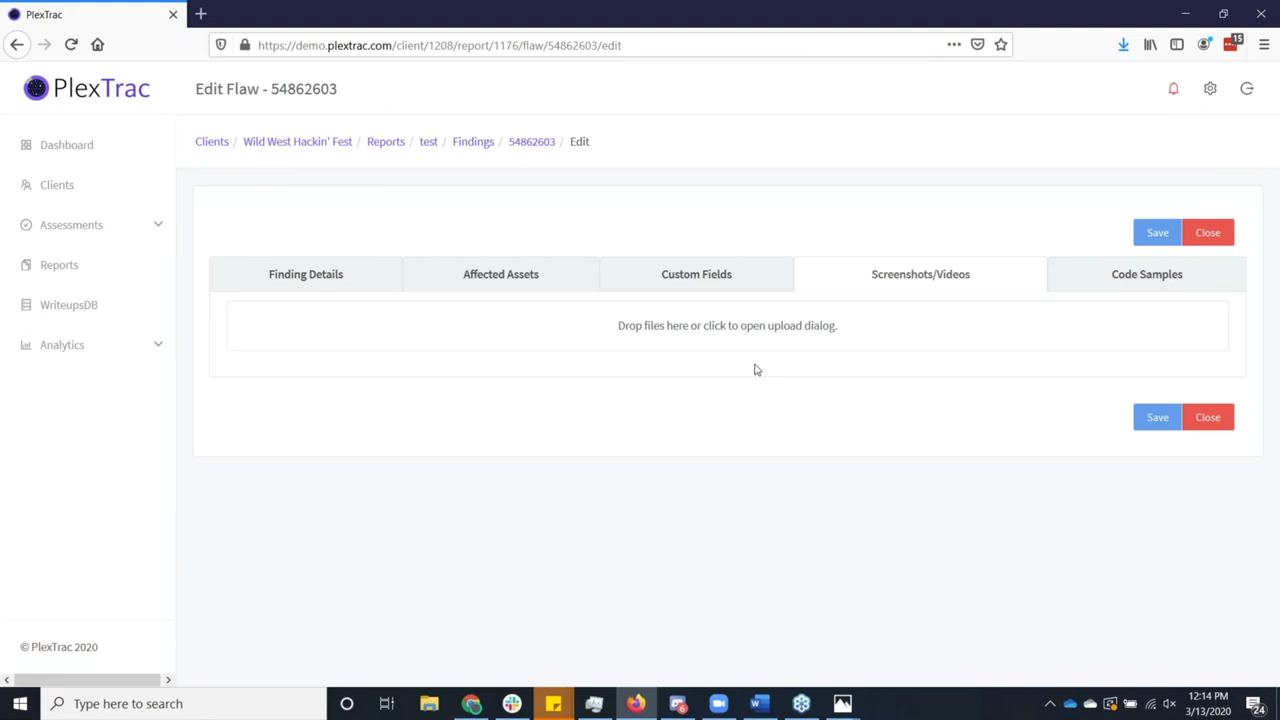 PlexTrac
https://demo.plextrac.com/client/1208/report/1176/flaw/54862603/edit
15
PlexTrac
Edit Flaw - 54862603
Clients / Wild West Hackin' Fest / Reports / test / Findings / 54862603 / Edit
Dashboard
Clients
Assessments
Reports
WriteupsDB
Analytics
Save Close
Finding Details Affected Assets Custom Fields Screenshots/Videos Code Samples
Drop files here or click to open upload dialog.
Save Close
© PlexTrac 2020
Type here to search
12:14 PM
3/13/2020
24